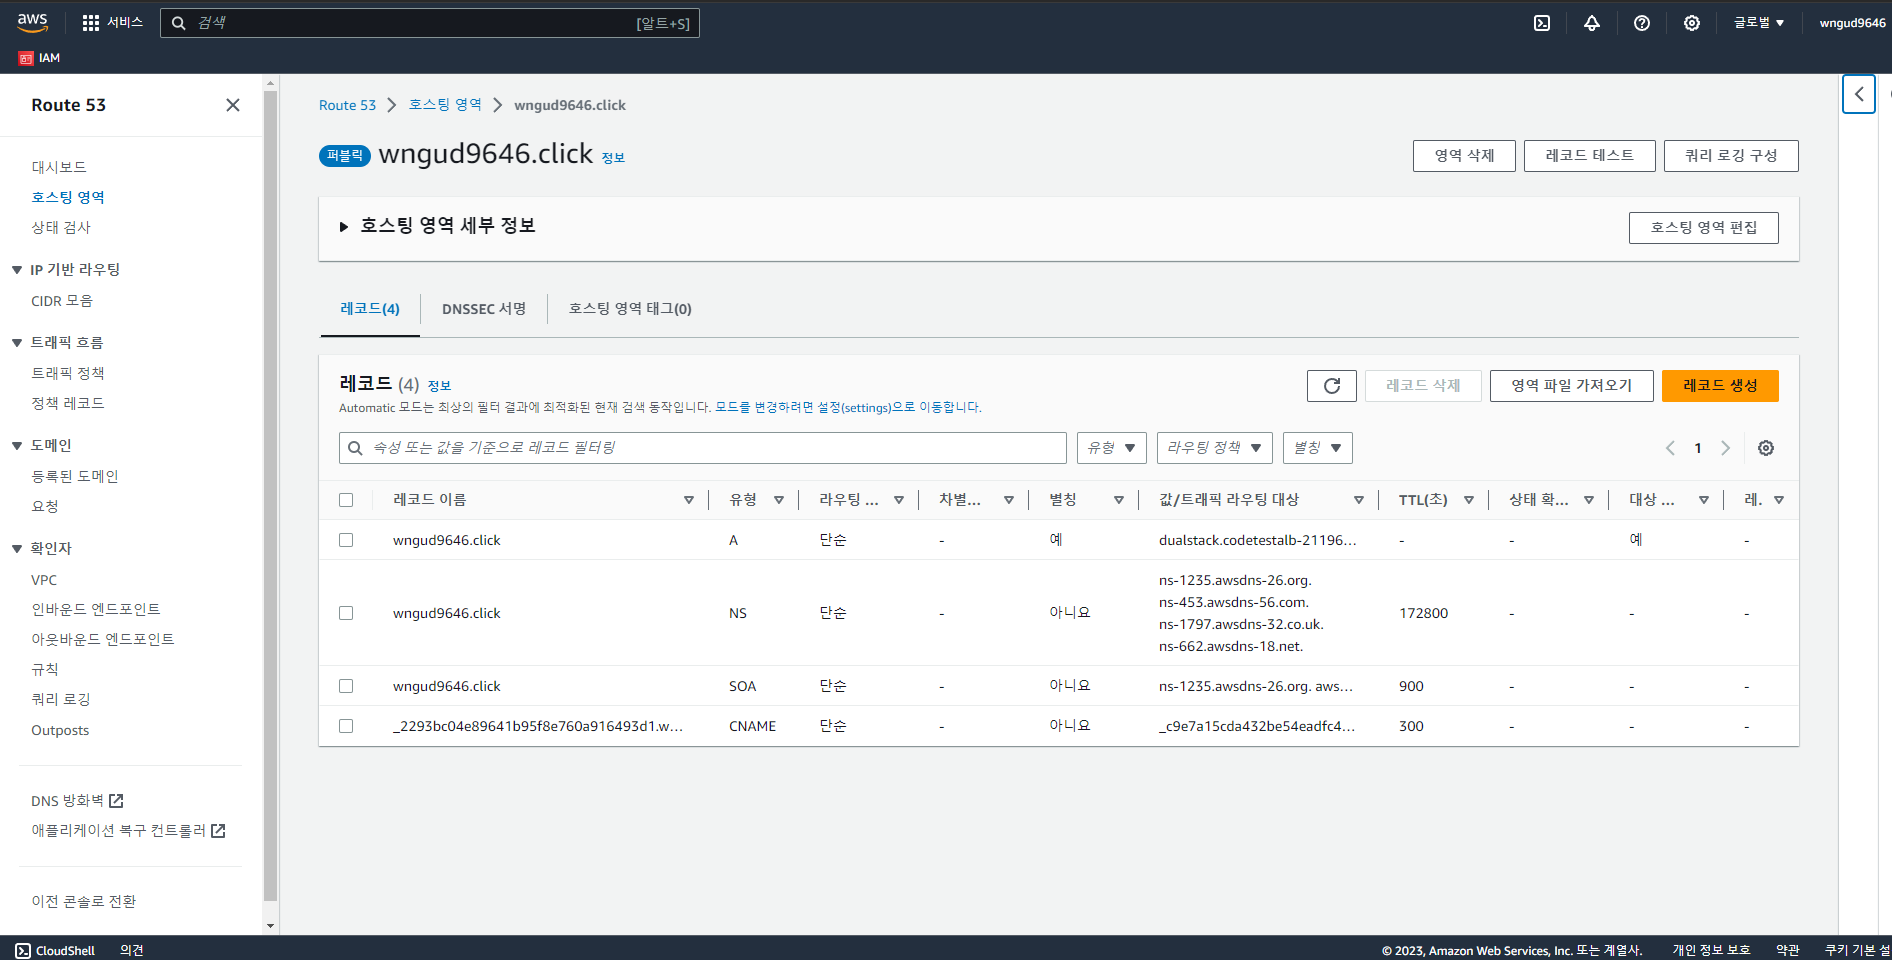 aws
서비스
검색
[알트+S]
글로벌
wngud9646
IAM
Route 53
대시보드
호스팅 영역
상태 검사
IP 기반 라우팅
CIDR 모음
트래픽 흐름
트래픽 정책
정책 레코드
도메인
등록된 도메인
요청
확인자
VPC
인바운드 엔드포인트
아웃바운드 엔드포인트
규칙
쿼리 로깅
Outposts
DNS 방화벽
애플리케이션 복구 컨트롤러
이전 콘솔로 전환
Route 53 호스팅 영역 wngud9646.click
퍼블릭 wngud9646.click 정보
영역 삭제 레코드 테스트 쿼리 로깅 구성
호스팅 영역 세부 정보
호스팅 영역 편집
레코드(4) DNSSEC 서명 호스팅 영역 태그(0)
레코드 (4) 정보
레코드 삭제 영역 파일 가져오기 레코드 생성
Automatic 모드는 최상의 필터 결과에 최적화된 현재 검색 동작입니다. 모드를 변경하려면 설정(settings)으로 이동합니다.
속성 또는 값을 기준으로 레코드 필터링
유형 라우팅 정책 별칭 1
레코드 이름 유형 라우팅 ... 차별... 별칭 값/트래픽 라우팅 대상 TTL(초) 상태 확... 대상 ... 레.
wngud9646.click A 단순 - 예 dualstack.codetestalb-21196... - - 예 -
wngud9646.click NS 단순 - 아니요 ns-1235.awsdns-26.org.
ns-453.awsdns-56.com.
ns-1797.awsdns-32.co.uk.
ns-662.awsdns-18.net.
172800 - - -
wngud9646.click SOA 단순 - 아니요 ns-1235.awsdns-26.org. aws... 900 - - -
_2293bc04e89641b95f8e760a916493d1.w... CNAME 단순 - 아니요 _c9e7a15cda432be54eadfc4... 300 - - -
CloudShell 의견
© 2023, Amazon Web Services, Inc. 또는 계열사. 개인 정보 보호 약관 쿠키 기본 설